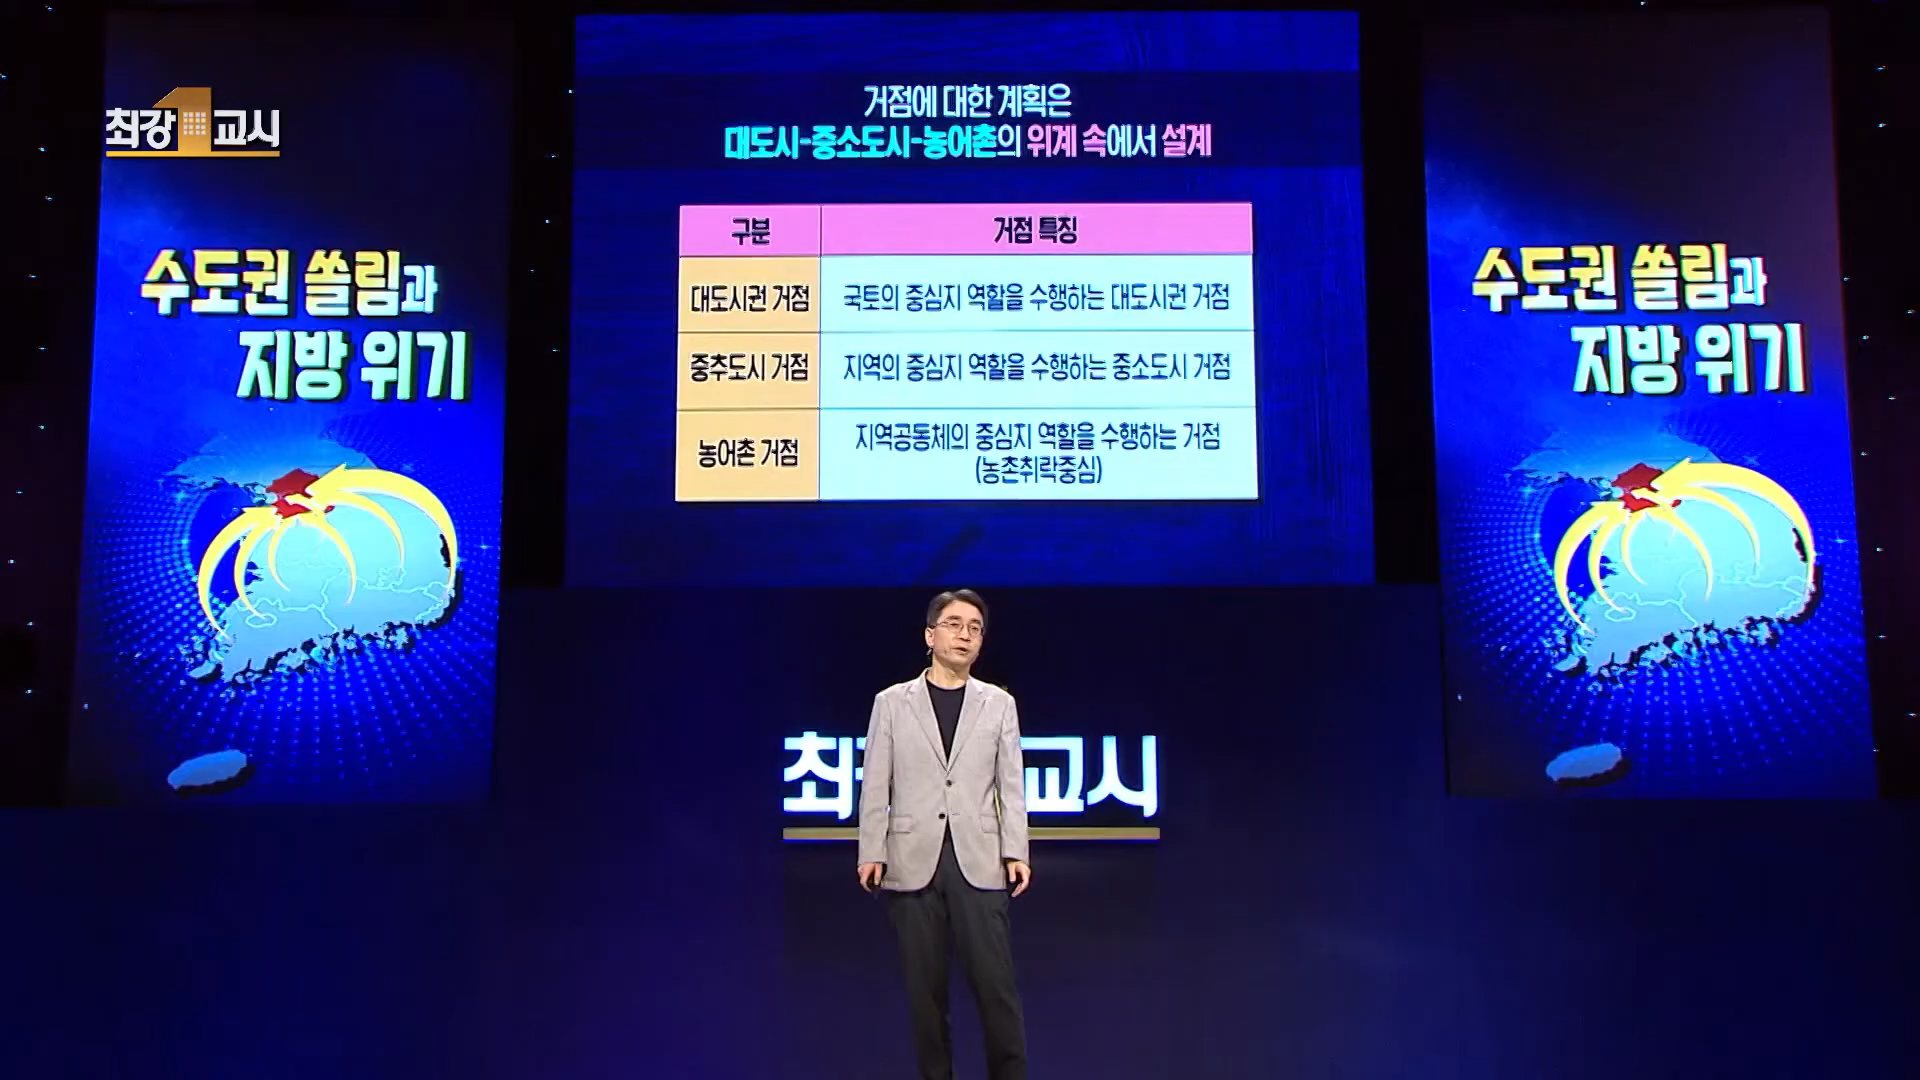 최강1교시
수도권 쏠림과
지방 위기
거점에 대한 계획은
대도시-중소도시-농어촌의 위계 속에서 설계
구분 거점 특징
대도시권 거점 국토의 중심지 역할을 수행하는 대도시권 거점
중추도시 거점 지역의 중심지 역할을 수행하는 중소도시 거점
농어촌 거점 지역공동체의 중심지 역할을 수행하는 거점
(농촌취락중심)
수도권 쏠림과
지방 위기
최강 교시